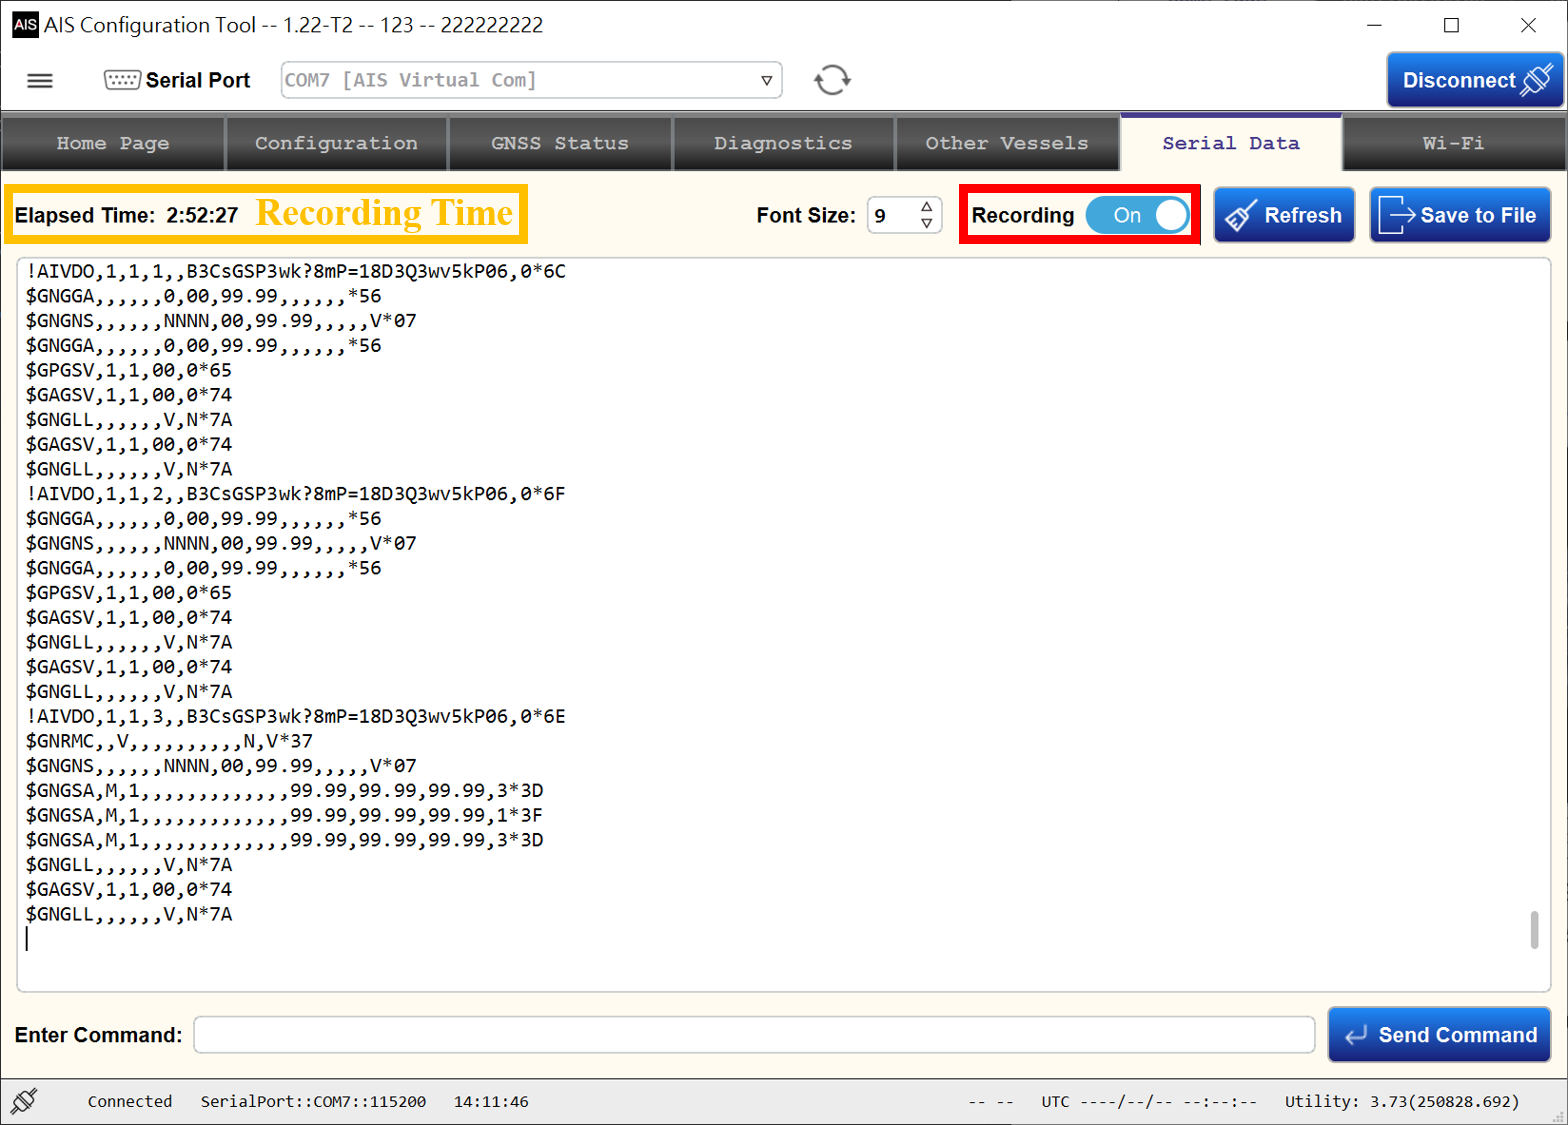 AIS AIS Configuration Tool -- 1.22-T2 -- 123 -- 222222222
Serial Port COM7 [AIS Virtual Com] Disconnect
Home Page Configuration GNSS Status Diagnostics Other Vessels Serial Data Wi-Fi
Elapsed Time: 2:52:27 Recording Time Font Size: 9 Recording On Refresh Save to File
!AIVDO,1,1,1,,B3CsGSP3wk?8mP=18D3Q3wv5kP06,0*6C
$GNGGA,,,,,,0,00,99.99,,,,,,*56
$GNGNS,,,,,,NNNN,00,99.99,,,,,V*07
$GNGGA,,,,,,0,00,99.99,,,,,,*56
$GPGSV,1,1,00,0*65
$GAGSV,1,1,00,0*74
$GNGLL,,,,,,V,N*7A
$GAGSV,1,1,00,0*74
$GNGLL,,,,,,V,N*7A
!AIVDO,1,1,2,,B3CsGSP3wk?8mP=18D3Q3wv5kP06,0*6F
$GNGGA,,,,,,0,00,99.99,,,,,,*56
$GNGNS,,,,,,NNNN,00,99.99,,,,,V*07
$GNGGA,,,,,,0,00,99.99,,,,,,*56
$GPGSV,1,1,00,0*65
$GAGSV,1,1,00,0*74
$GNGLL,,,,,,V,N*7A
$GAGSV,1,1,00,0*74
$GNGLL,,,,,,V,N*7A
!AIVDO,1,1,3,,B3CsGSP3wk?8mP=18D3Q3wv5kP06,0*6E
$GNRMC,,V,,,,,,,,,,N,V*37
$GNGNS,,,,,,NNNN,00,99.99,,,,,V*07
$GNGSA,M,1,,,,,,,,,,,,,99.99,99.99,99.99,3*3D
$GNGSA,M,1,,,,,,,,,,,,,99.99,99.99,99.99,1*3F
$GNGSA,M,1,,,,,,,,,,,,,99.99,99.99,99.99,3*3D
$GNGLL,,,,,,V,N*7A
$GAGSV,1,1,00,0*74
$GNGLL,,,,,,V,N*7A
Enter Command: Send Command
Connected SerialPort::COM7::115200 14:11:46 -- -- UTC ----/--/-- --:--:-- Utility: 3.73(250828.692)